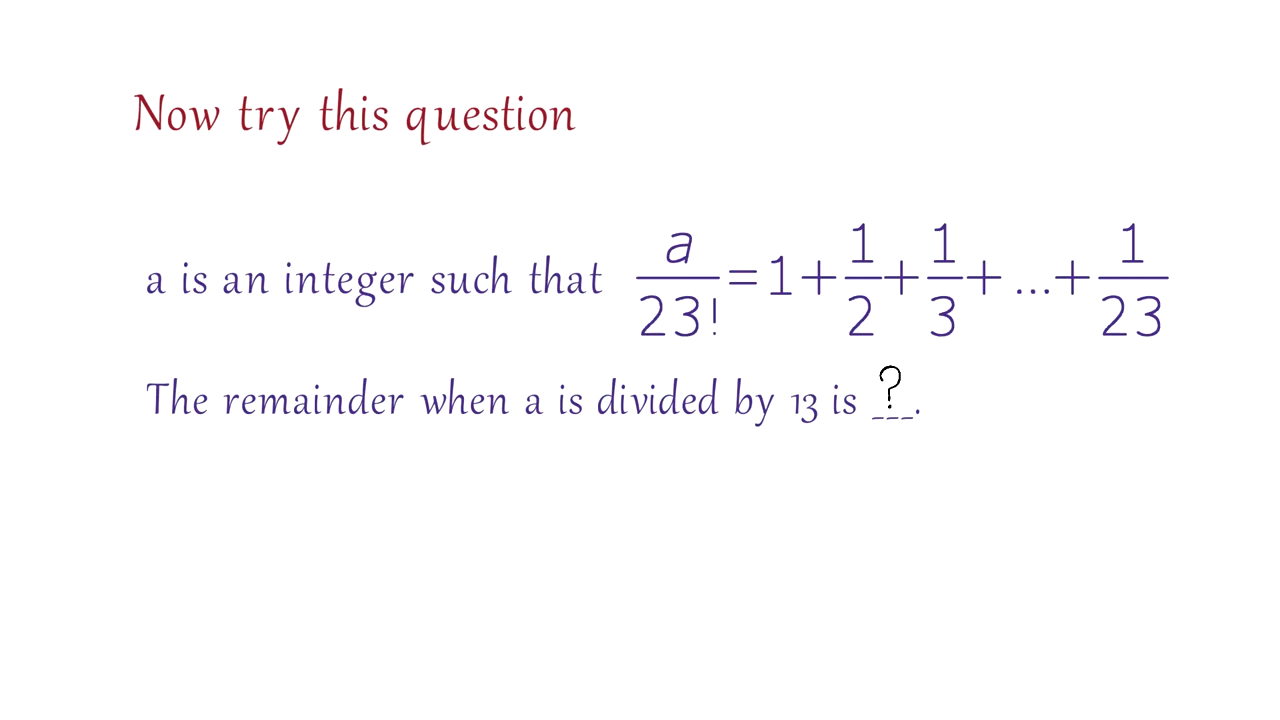 Now try this question
a is an integer such that a/23! = 1 + 1/2 + 1/3 + ... + 1/23
The remainder when a is divided by 13 is ? ___.